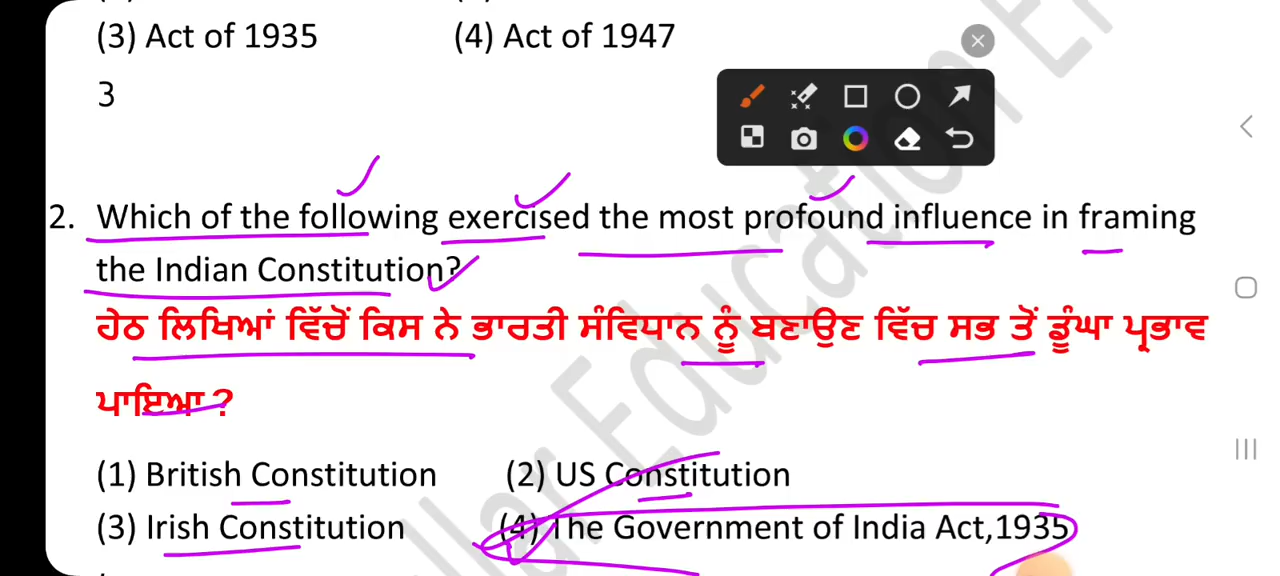 (3) Act of 1935 (4) Act of 1947
3
2. Which of the following exercised the most profound influence in framing
the Indian Constitution?
ਹੇਠ ਲਿਖਿਆਂ ਵਿੱਚੋਂ ਕਿਸ ਨੇ ਭਾਰਤੀ ਸੰਵਿਧਾਨ ਨੂੰ ਬਣਾਉਣ ਵਿੱਚ ਸਭ ਤੋਂ ਡੂੰਘਾ ਪ੍ਰਭਾਵ
ਪਾਇਆ ?
(1) British Constitution (2) US Constitution
(3) Irish Constitution (4) The Government of India Act,1935
Education